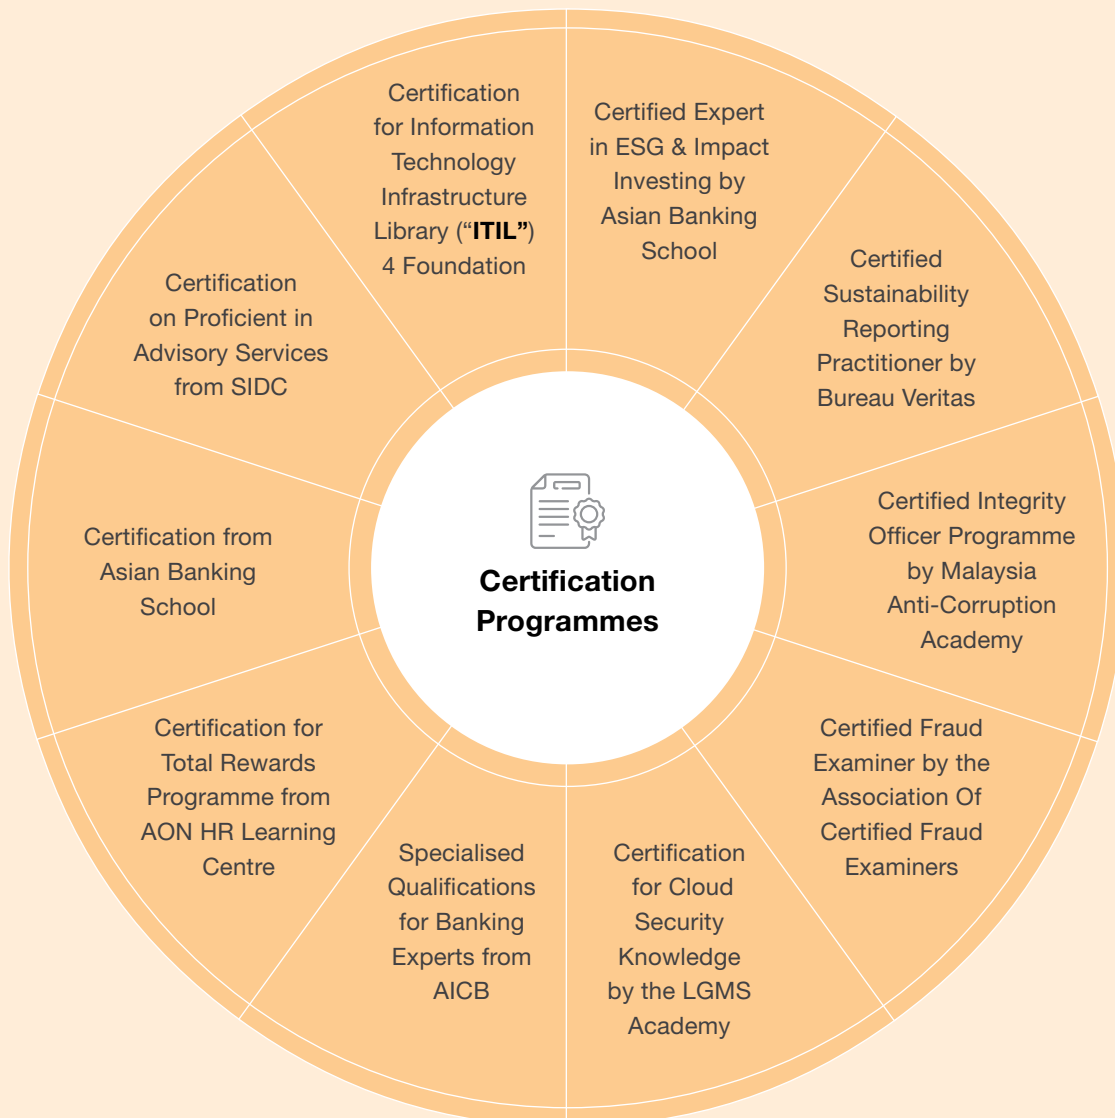 Certification
for Information
Technology
Infrastructure
Library (“ITIL”)
4 Foundation
Certified Expert
in ESG & Impact
Investing by
Asian Banking
School
Certified
Sustainability
Reporting
Practitioner by
Bureau Veritas
Certified Integrity
Officer Programme
by Malaysia
Anti-Corruption
Academy
Certified Fraud
Examiner by the
Association Of
Certified Fraud
Examiners
Certification
for Cloud
Security
Knowledge
by the LGMS
Academy
Specialised
Qualifications
for Banking
Experts from
AICB
Certification for
Total Rewards
Programme from
AON HR Learning
Centre
Certification from
Asian Banking
School
Certification
on Proficient in
Advisory Services
from SIDC
Certification
Programmes